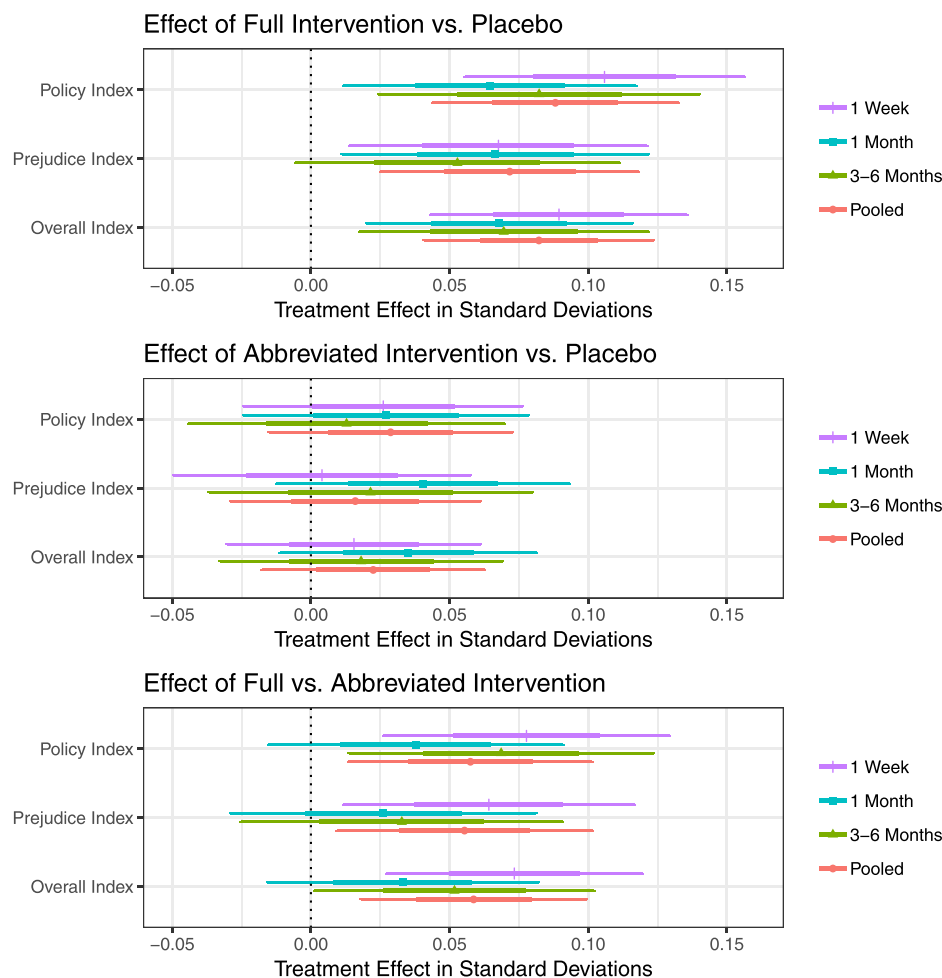 Effect of Full Intervention vs. Placebo
Policy Index
Prejudice Index
Overall Index
−0.05 0.00 0.05 0.10 0.15
Treatment Effect in Standard Deviations
1 Week
1 Month
3−6 Months
Pooled
Effect of Abbreviated Intervention vs. Placebo
Policy Index
Prejudice Index
Overall Index
−0.05 0.00 0.05 0.10 0.15
Treatment Effect in Standard Deviations
1 Week
1 Month
3−6 Months
Pooled
Effect of Full vs. Abbreviated Intervention
Policy Index
Prejudice Index
Overall Index
−0.05 0.00 0.05 0.10 0.15
Treatment Effect in Standard Deviations
1 Week
1 Month
3−6 Months
Pooled